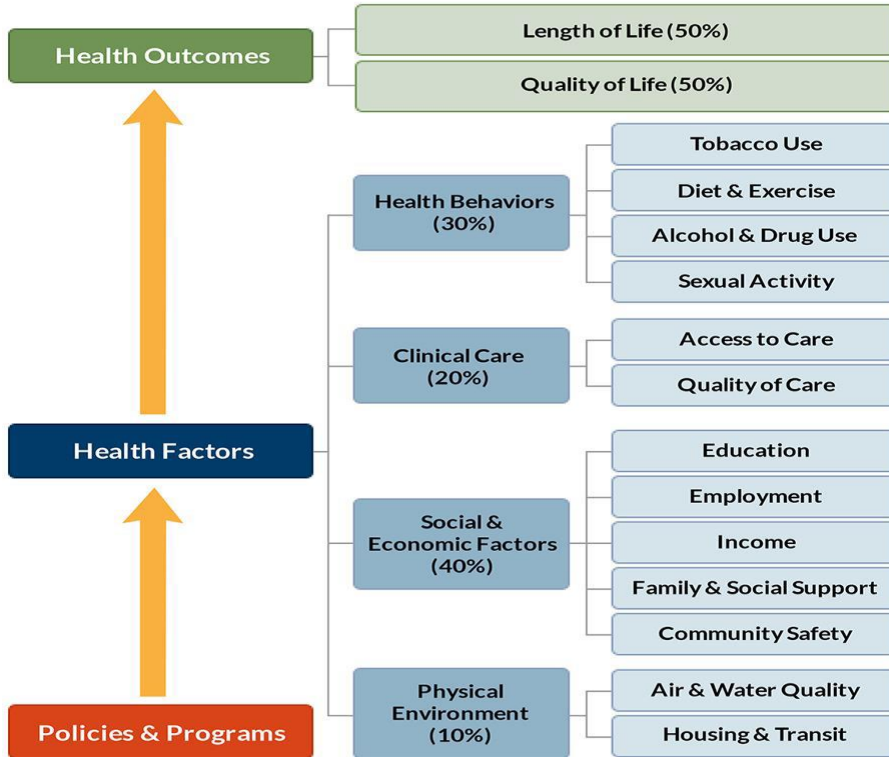 Health Outcomes
Length of Life (50%)
Quality of Life (50%)
Health Factors
Health Behaviors
(30%)
Tobacco Use
Diet & Exercise
Alcohol & Drug Use
Sexual Activity
Clinical Care
(20%)
Access to Care
Quality of Care
Social &
Economic Factors
(40%)
Education
Employment
Income
Family & Social Support
Community Safety
Physical
Environment
(10%)
Air & Water Quality
Housing & Transit
Policies & Programs